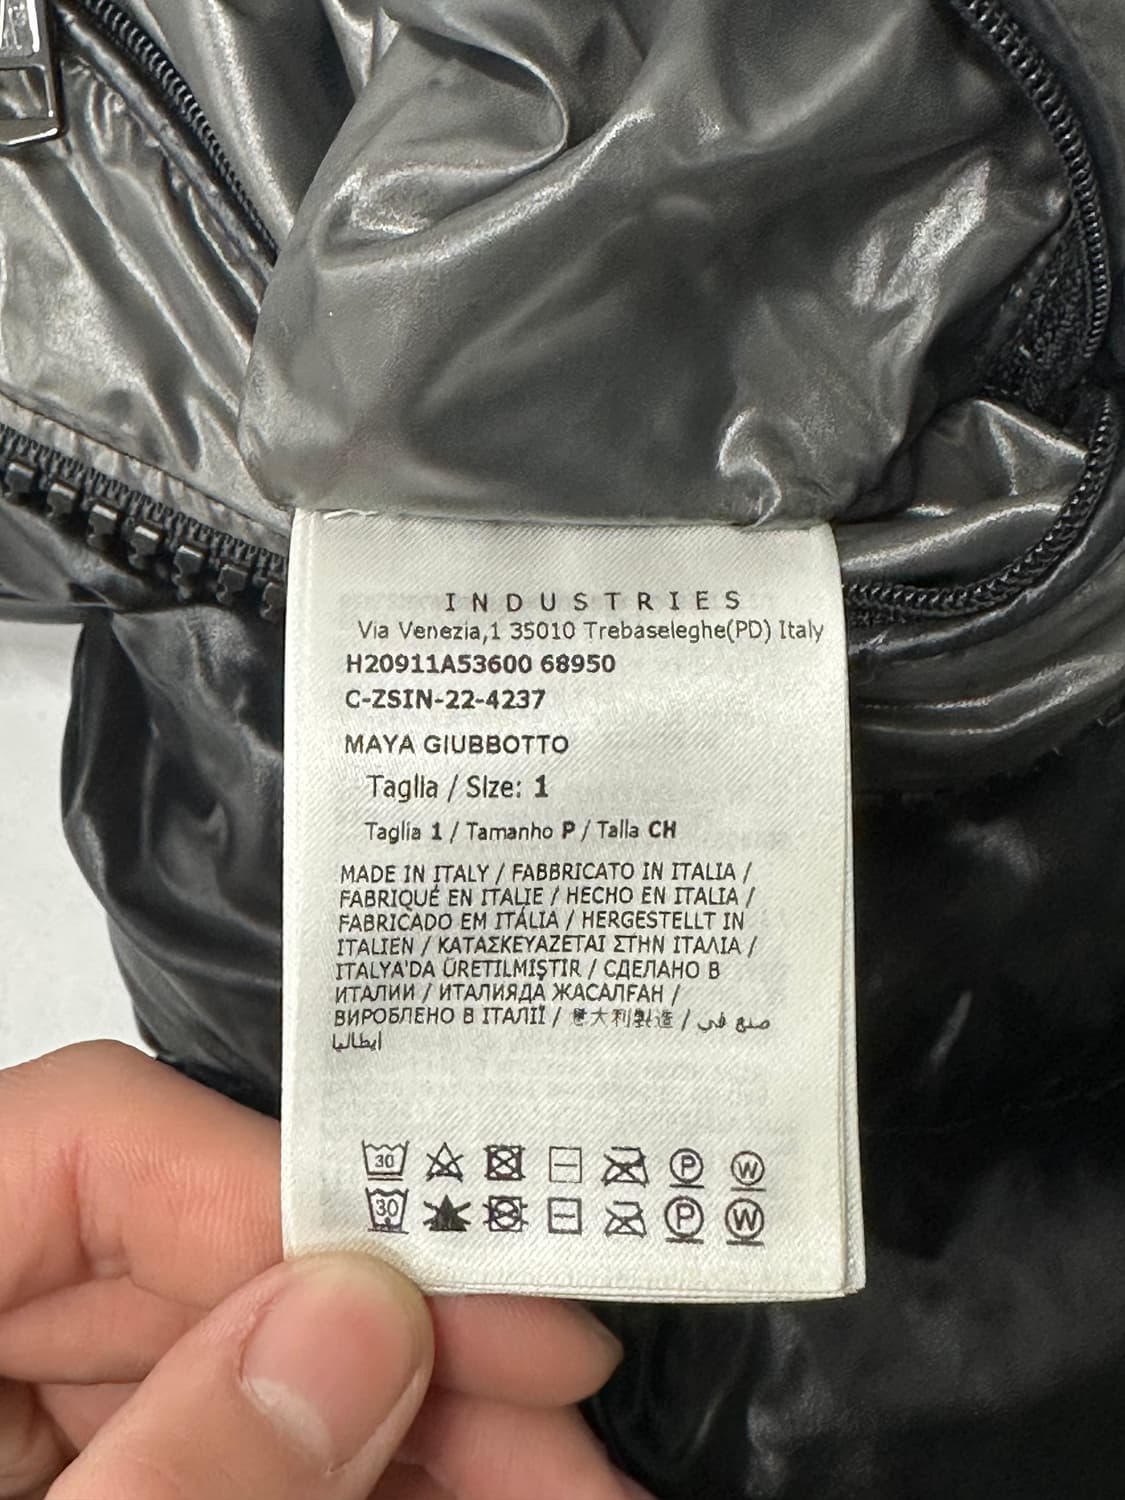 I N D U S T R I E S
Via Venezia,1 35010 Trebaseleghe(PD) Italy
H20911A53600 68950
C-ZSIN-22-4237
MAYA GIUBBOTTO
Taglia / Size: 1
Taglia 1 / Tamanho P / Talla CH
MADE IN ITALY / FABBRICATO IN ITALIA /
FABRIQUÉ EN ITALIE / HECHO EN ITALIA /
FABRICADO EM ITÁLIA / HERGESTELLT IN
ITALIEN / ΚΑΤΑΣΚΕΥΑΖΕΤΑΙ ΣΤΗΝ ΙΤΑΛΙΑ /
ITALYA'DA ÜRETILMIŞTIR / СДЕЛАНО В
ИТАЛИИ / ИТАЛИЯДА ЖАСАЛҒАН /
ВИРОБЛЕНО В ІТАЛІЇ / 意大利製造 / صنع في
ايطاليا
30 P W
30 P W